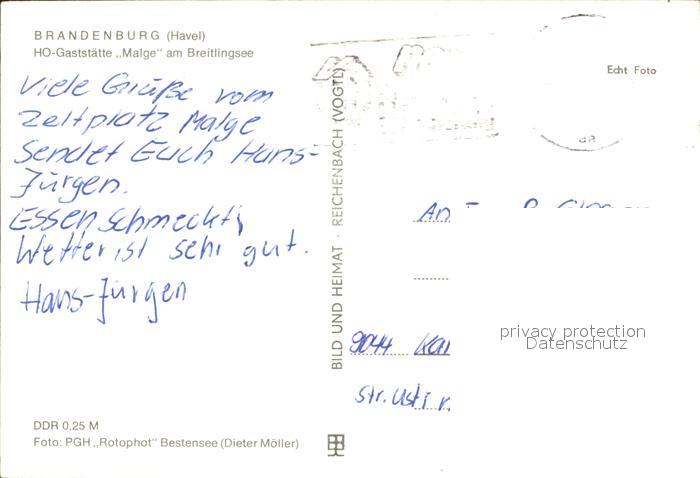 BRANDENBURG (Havel)
HO-Gaststätte „Malge" am Breitlingsee
Viele Grüße vom
Zeltplatz Malge
sendet Euch Hans-
Jürgen.
Essen schmeckt,
Wetter ist sehr gut.
Hans-Jürgen
DDR 0,25 M
Foto: PGH „Rotophot" Bestensee (Dieter Möller)
BILD UND HEIMAT · REICHENBACH (VOGTL)
Echt Foto
An
9044
privacy protection
Datenschutz